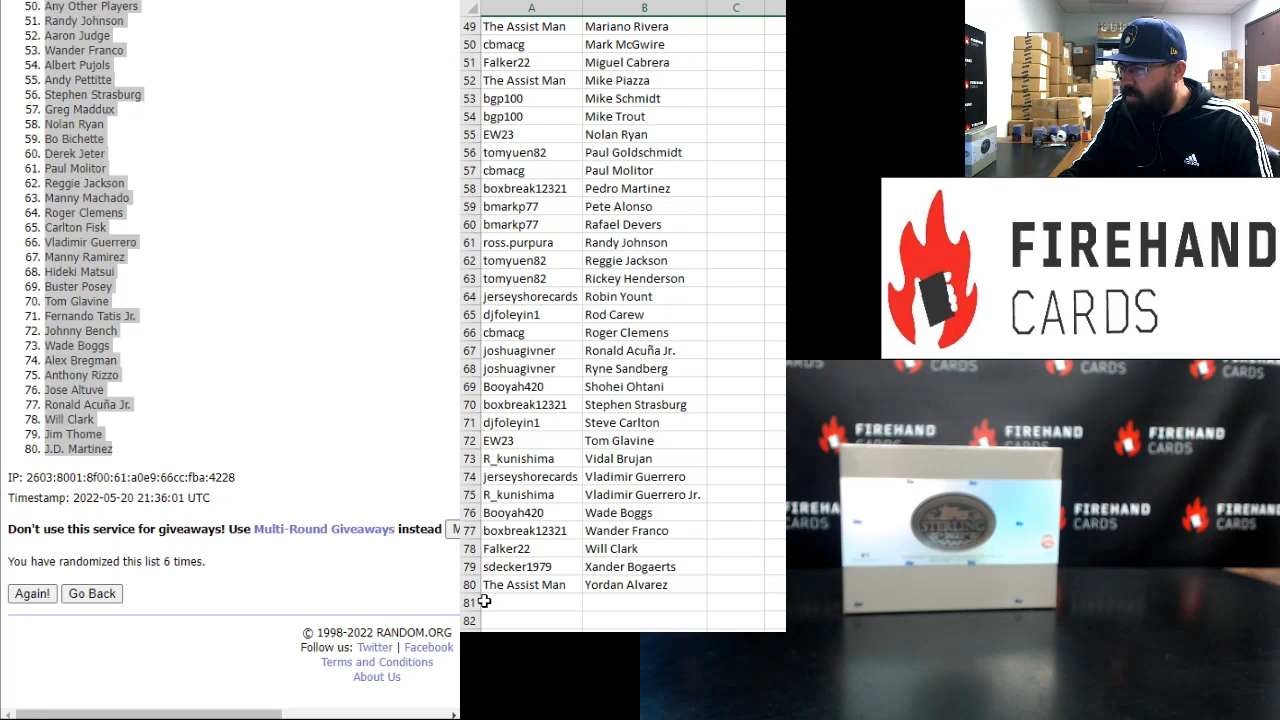 50. Any Other Players
51. Randy Johnson
52. Aaron Judge
53. Wander Franco
54. Albert Pujols
55. Andy Pettitte
56. Stephen Strasburg
57. Greg Maddux
58. Nolan Ryan
59. Bo Bichette
60. Derek Jeter
61. Paul Molitor
62. Reggie Jackson
63. Manny Machado
64. Roger Clemens
65. Carlton Fisk
66. Vladimir Guerrero
67. Manny Ramirez
68. Hideki Matsui
69. Buster Posey
70. Tom Glavine
71. Fernando Tatis Jr.
72. Johnny Bench
73. Wade Boggs
74. Alex Bregman
75. Anthony Rizzo
76. Jose Altuve
77. Ronald Acuña Jr.
78. Will Clark
79. Jim Thome
80. J.D. Martinez
IP: 2603:8001:8f00:61:a0e9:66cc:fba:4228
Timestamp: 2022-05-20 21:36:01 UTC
Don't use this service for giveaways! Use Multi-Round Giveaways instead
You have randomized this list 6 times.
Again! Go Back
© 1998-2022 RANDOM.ORG
Follow us: Twitter | Facebook
Terms and Conditions
About Us
A B C
49 The Assist Man Mariano Rivera
50 cbmacg Mark McGwire
51 Falker22 Miguel Cabrera
52 The Assist Man Mike Piazza
53 bgp100 Mike Schmidt
54 bgp100 Mike Trout
55 EW23 Nolan Ryan
56 tomyuen82 Paul Goldschmidt
57 cbmacg Paul Molitor
58 boxbreak12321 Pedro Martinez
59 bmarkp77 Pete Alonso
60 bmarkp77 Rafael Devers
61 ross.purpura Randy Johnson
62 tomyuen82 Reggie Jackson
63 tomyuen82 Rickey Henderson
64 jerseyshorecards Robin Yount
65 djfoleyin1 Rod Carew
66 cbmacg Roger Clemens
67 joshuagivner Ronald Acuña Jr.
68 joshuagivner Ryne Sandberg
69 Booyah420 Shohei Ohtani
70 boxbreak12321 Stephen Strasburg
71 djfoleyin1 Steve Carlton
72 EW23 Tom Glavine
73 R_kunishima Vidal Brujan
74 jerseyshorecards Vladimir Guerrero
75 R_kunishima Vladimir Guerrero Jr.
76 Booyah420 Wade Boggs
77 boxbreak12321 Wander Franco
78 Falker22 Will Clark
79 sdecker1979 Xander Bogaerts
80 The Assist Man Yordan Alvarez
81
82
adidas
FIREHAND
CARDS
FIREHAND
CARDS
FIREHAND
CARDS
FIREHAND
CARDS
STERLING